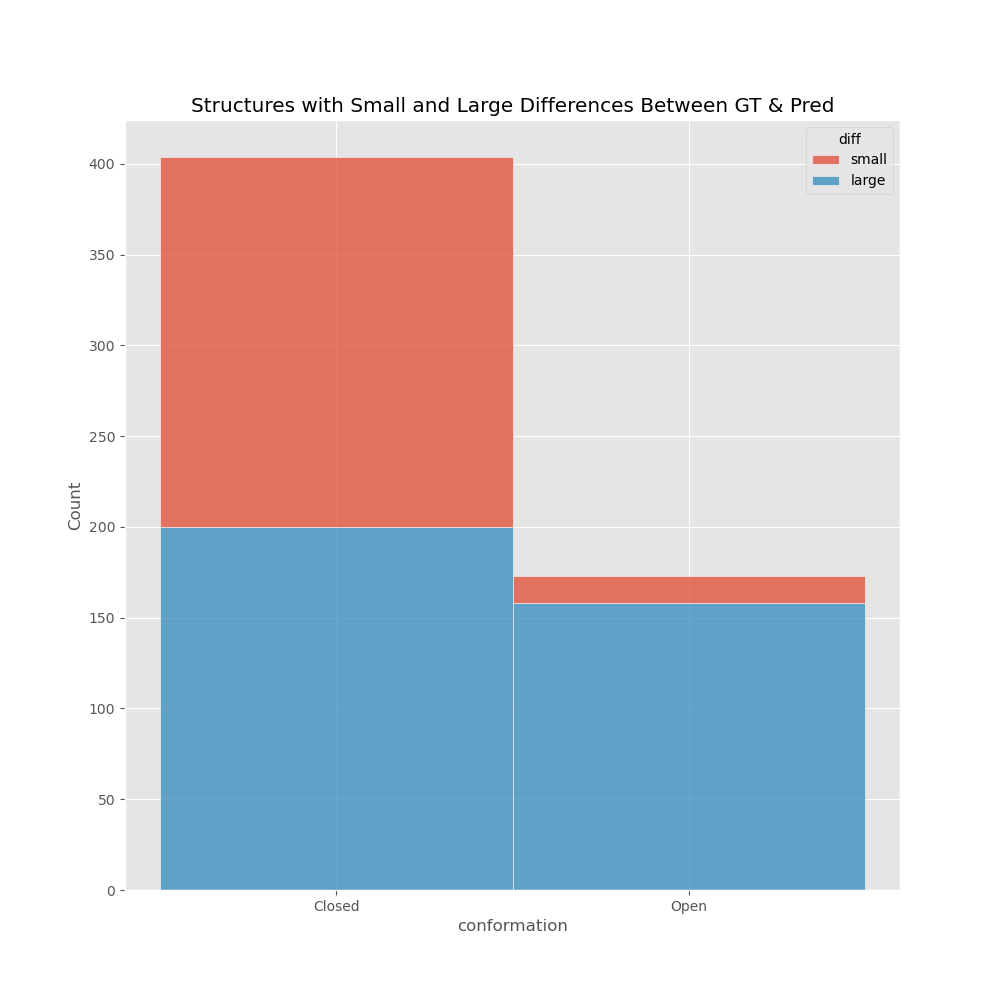 Structures with Small and Large Differences Between GT & Pred
diff
small
large
400
350
300
250
200
150
100
50
0
Count
Closed
Open
conformation